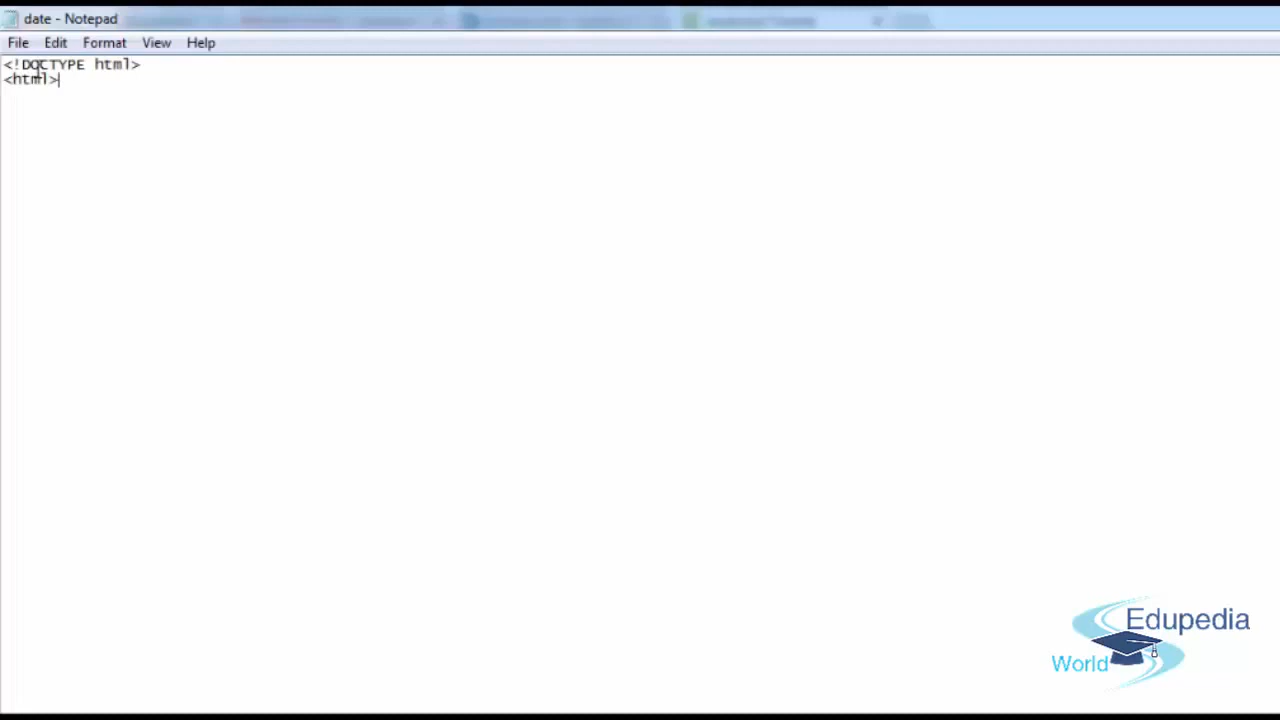 date - Notepad
File Edit Format View Help
<!DOCTYPE html>
<html>
Edupedia
World